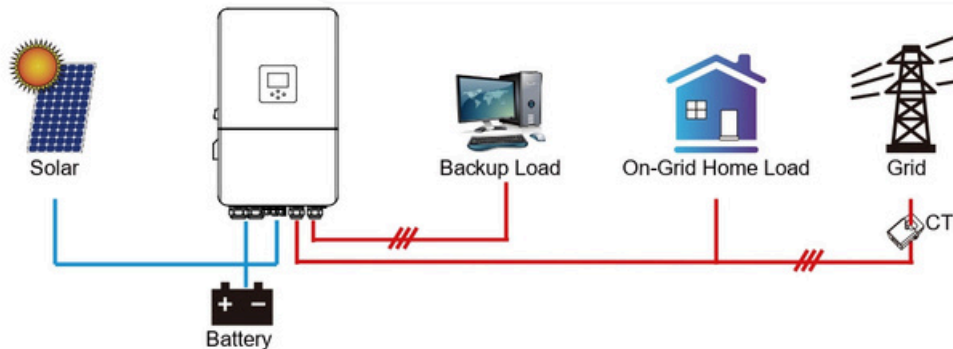 Solar
Backup Load
On-Grid Home Load
Grid
CT
+ −
Battery